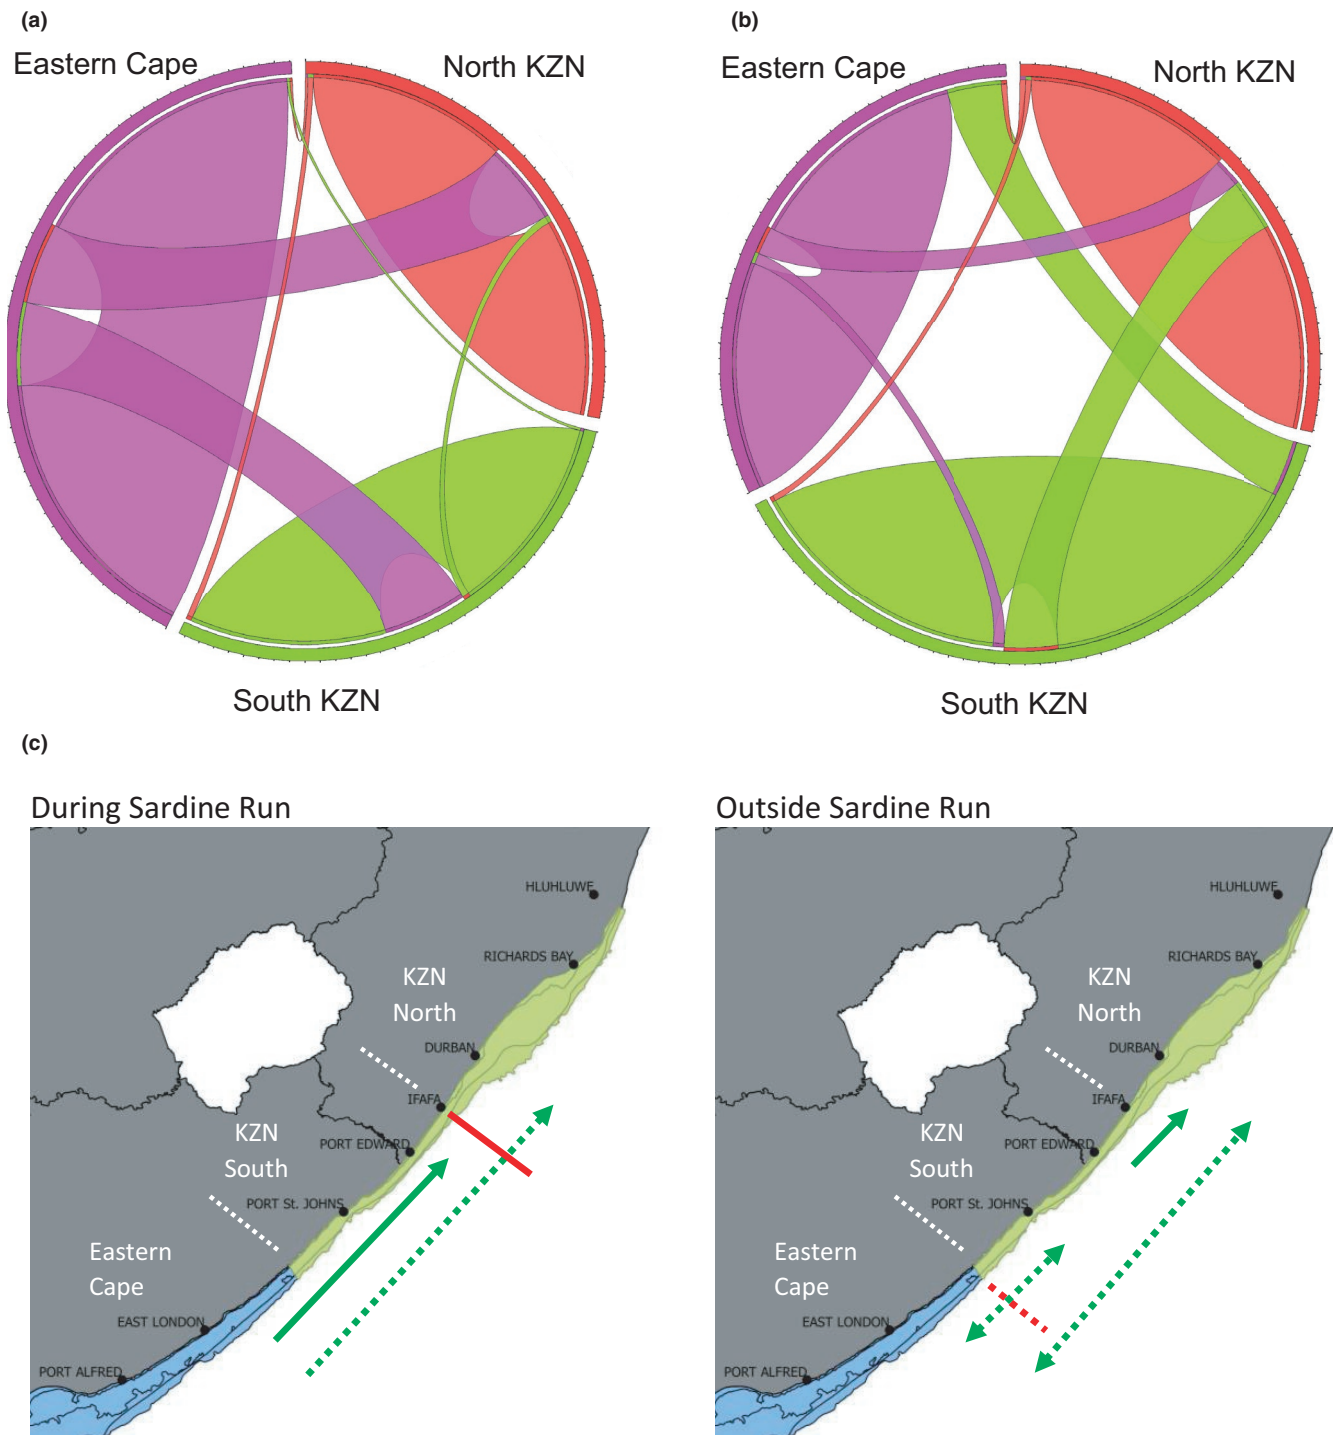 (a)
(b)
Eastern Cape
North KZN
Eastern Cape
North KZN
South KZN
South KZN
(c)
During Sardine Run
Outside Sardine Run
HLUHLUWE
RICHARDS BAY
KZN
North
DURBAN
IFAFA
KZN
South
PORT EDWARD
PORT St. JOHNS
Eastern
Cape
EAST LONDON
PORT ALFRED
HLUHLUWE
RICHARDS BAY
KZN
North
DURBAN
IFAFA
KZN
South
PORT EDWARD
PORT St. JOHNS
Eastern
Cape
EAST LONDON
PORT ALFRED